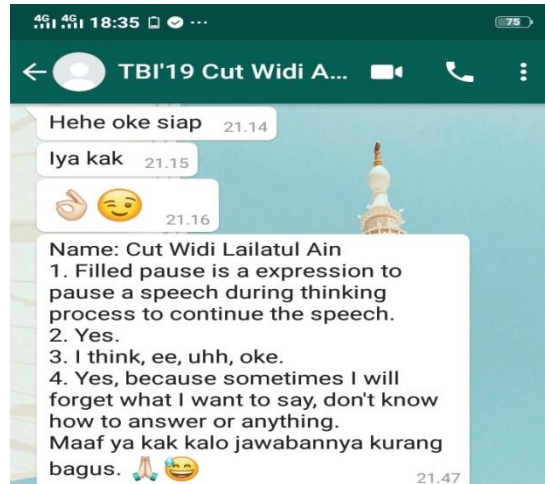 4G 4G 18:35 ... 75
TBI'19 Cut Widi A...
Hehe oke siap 21.14
Iya kak 21.15
👌🏻😉 21.16
Name: Cut Widi Lailatul Ain
1. Filled pause is a expression to
pause a speech during thinking
process to continue the speech.
2. Yes.
3. I think, ee, uhh, oke.
4. Yes, because sometimes I will
forget what I want to say, don't know
how to answer or anything.
Maaf ya kak kalo jawabannya kurang
bagus. 🙏🏻😅 21.47